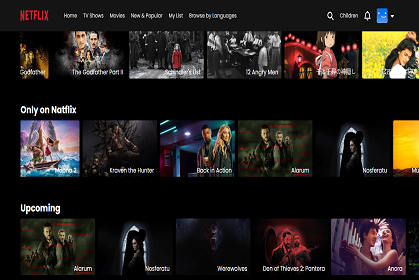 NETFLIX Home TV Shows Movies New & Popular My List Browse by Languages Children
Godfather The Godfather Part II Schindler's List 12 Angry Men
Only on Natflix
Moana 2 Kraven the Hunter Back in Action Alarum Nosferatu Mu
Upcoming
Alarum Nosferatu Werewolves Den of Thieves 2: Pantera Anora